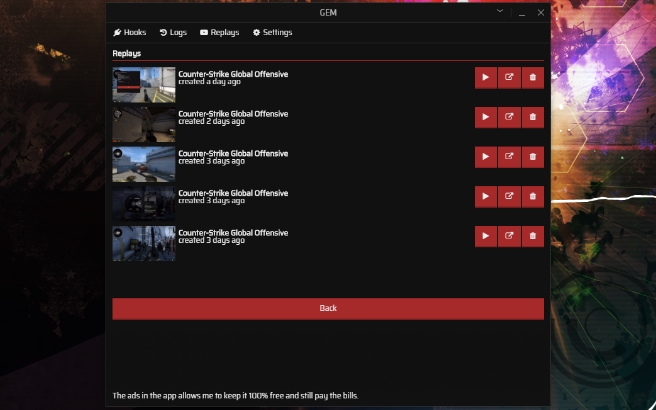 GEM
Hooks Logs Replays Settings
Replays
Counter-Strike Global Offensive
created a day ago
Counter-Strike Global Offensive
created 2 days ago
Counter-Strike Global Offensive
created 3 days ago
Counter-Strike Global Offensive
created 3 days ago
Counter-Strike Global Offensive
created 3 days ago
Back
The ads in the app allows me to keep it 100% free and still pay the bills.